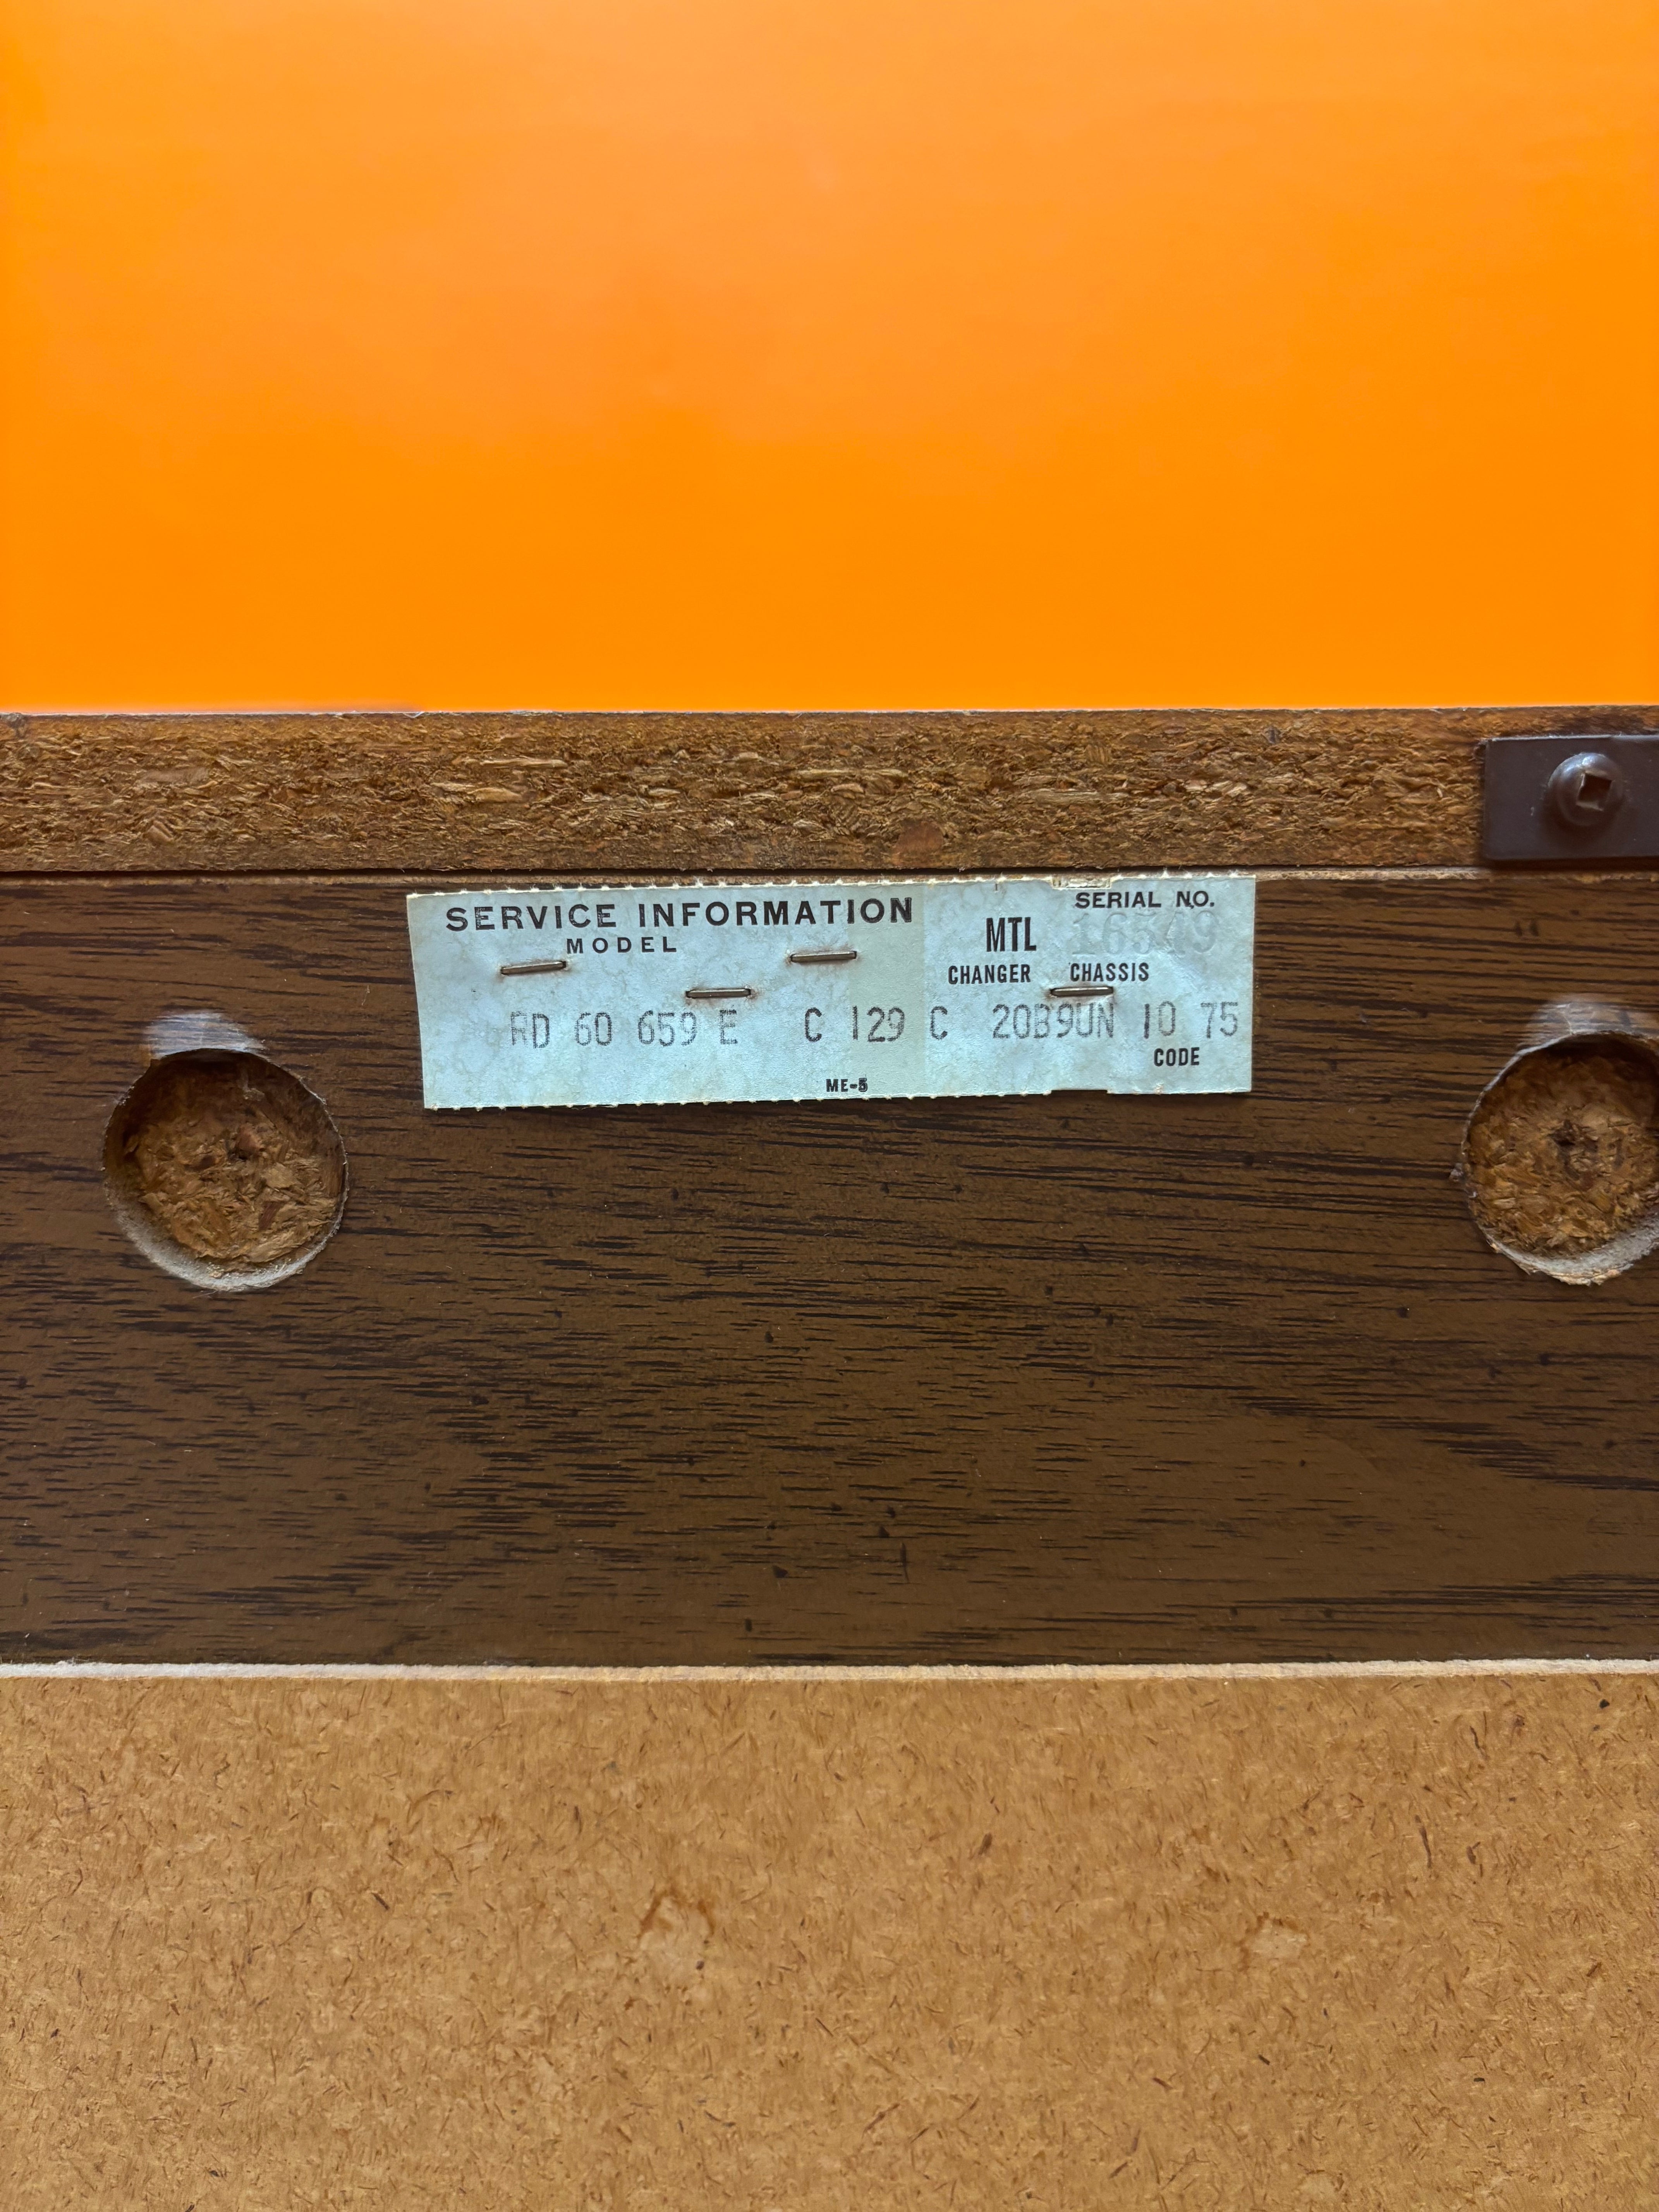 SERVICE INFORMATION
MODEL
SERIAL NO.
MTL
CHANGER CHASSIS
RD 60 659 E C 129 C 20B9UN 10 75
CODE
ME-5